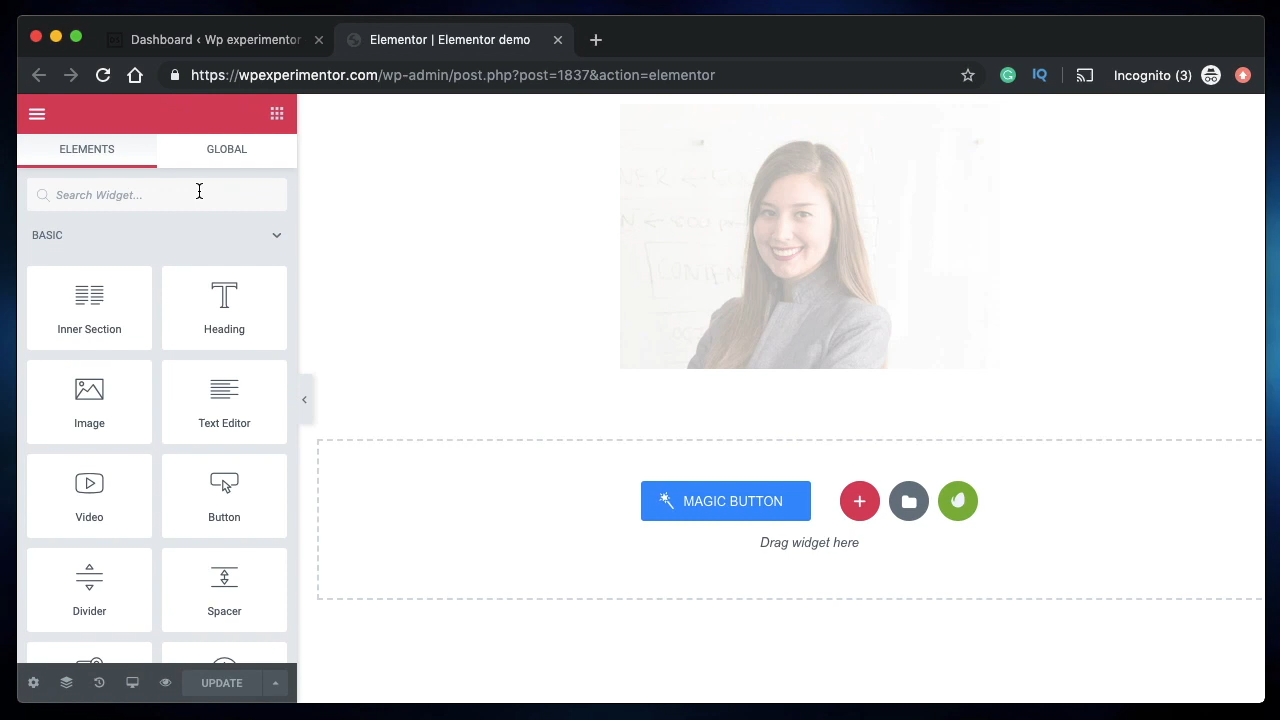 Dashboard ‹ Wp experimentor
Elementor | Elementor demo
https://wpexperimentor.com/wp-admin/post.php?post=1837&action=elementor
IQ
Incognito (3)
ELEMENTS
GLOBAL
Search Widget...
BASIC
Inner Section
Heading
Image
Text Editor
Video
Button
Divider
Spacer
UPDATE
MAGIC BUTTON
Drag widget here